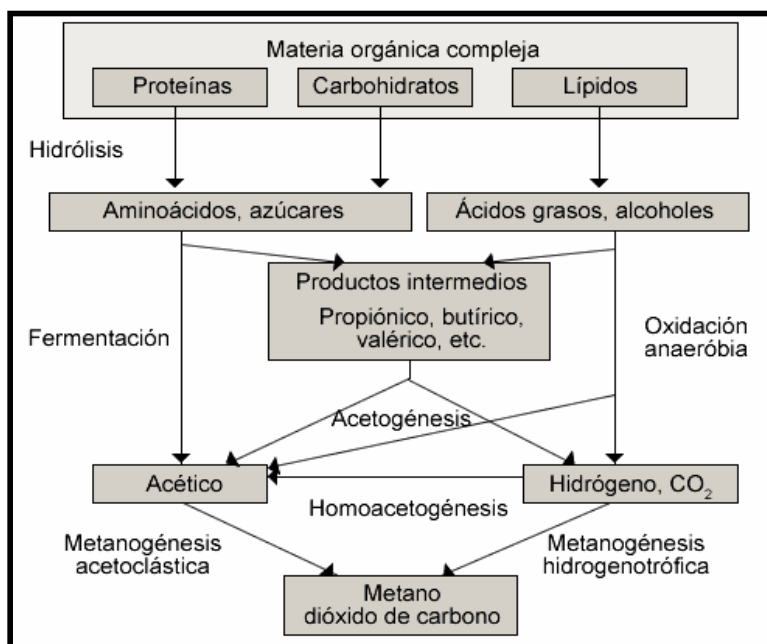 Materia orgánica compleja
Proteínas
Carbohidratos
Lípidos
Hidrólisis
Aminoácidos, azúcares
Ácidos grasos, alcoholes
Productos intermedios
Propiónico, butírico,
valérico, etc.
Fermentación
Oxidación
anaeróbia
Acetogénesis
Acético
Hidrógeno, CO₂
Homoacetogénesis
Metanogénesis
acetoclástica
Metanogénesis
hidrogenotrófica
Metano
dióxido de carbono